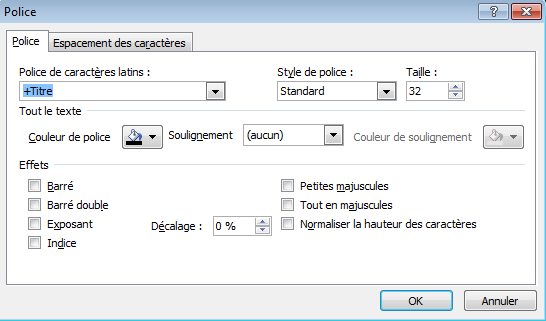 Police
Police Espacement des caractères
Police de caractères latins : Style de police : Taille :
+Titre Standard 32
Tout le texte
Couleur de police Soulignement (aucun) Couleur de soulignement
Effets
Barré Petites majuscules
Barré double Tout en majuscules
Exposant Décalage : 0 % Normaliser la hauteur des caractères
Indice
OK Annuler